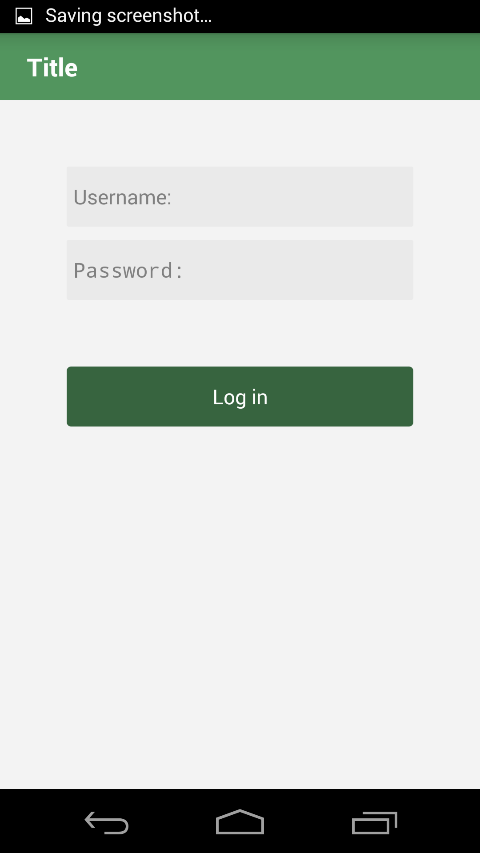 Saving screenshot...
Title
Username:
Password:
Log in